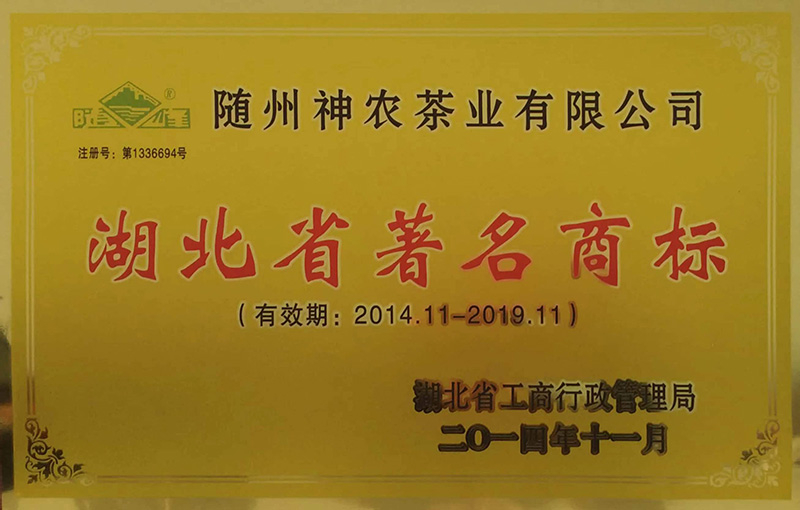 随州神农茶业有限公司
®
注册号：第1336694号
湖北省著名商标
（有效期：2014.11-2019.11）
湖北省工商行政管理局
二〇一四年十一月